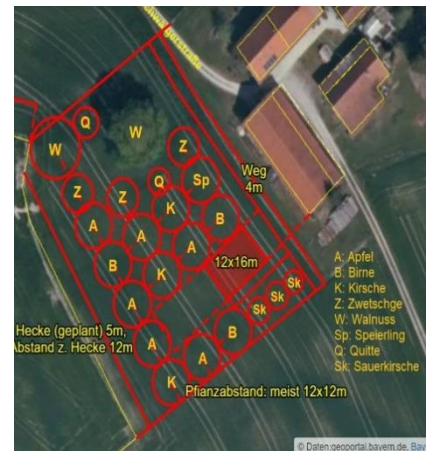 Q
W
W
Z
Weg
4m
Z
Z
Q
Sp
A
K
B
A
B
A
12x16m
K
A
Sk
Sk
Sk
A
B
A
K
A: Apfel
B: Birne
K: Kirsche
Z: Zwetschge
W: Walnuss
Sp: Speierling
Q: Quitte
Sk: Sauerkirsche
Hecke (geplant) 5m,
Abstand z. Hecke 12m
Pflanzabstand: meist 12x12m
© Daten:geoportal.bayern.de, Bay